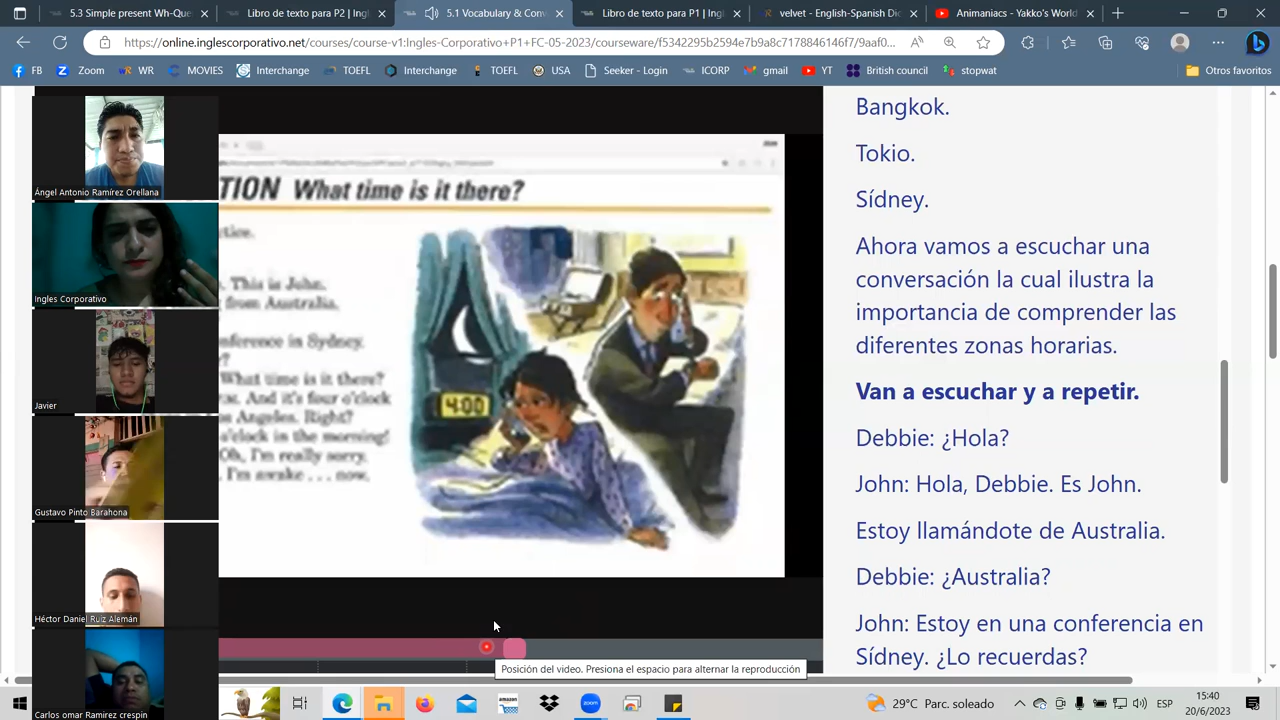 5.3 Simple Present Wh-Que
Libro de texto para P2 | Ingl
5.1 Vocabulary & Conv
Libro de texto para P1 | Ingl
velvet - English-Spanish Dic
Animaniacs - Yakko's Wor
https://online.inglescorporativo.net/courses/course-v1:Ingles-Corporativo+P1+FC-05-2023/courseware/f5342295b2594e7b9a8c7178846146f7/9aaf0...
FB
Zoom
WR
MOVIES
Interchange
TOEFL
Interchange
TOEFL
USA
Seeker - Login
ICORP
gmail
YT
British council
stopwat
Otros favoritos
Ángel Antonio Ramírez Orellana
Ingles Corporativo
Javier
Gustavo Pinto Barahona
Héctor Daniel Ruiz Alemán
Carlos omar Ramirez crespin
TION What time is it there?
ctice.
. This is John.
from Australia.
nference in Sydney.
?
What time is it there?
And it's four o'clock
os Angeles. Right?
o'clock in the morning!
Oh, I'm really sorry.
I'm awake . . . now.
4:00
Posición del video. Presiona el espacio para alternar la reproducción
Bangkok.
Tokio.
Sídney.
Ahora vamos a escuchar una
conversación la cual ilustra la
importancia de comprender las
diferentes zonas horarias.
Van a escuchar y a repetir.
Debbie: ¿Hola?
John: Hola, Debbie. Es John.
Estoy llamándote de Australia.
Debbie: ¿Australia?
John: Estoy en una conferencia en
Sídney. ¿Lo recuerdas?
amazon
zoom
29°C Parc. soleado
ESP
15:40
20/6/2023